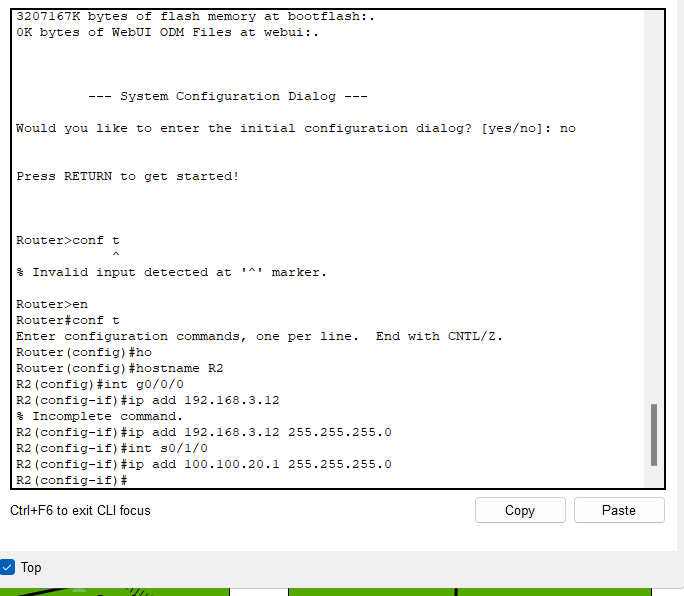 3207167K bytes of flash memory at bootflash:.
0K bytes of WebUI ODM Files at webui:.
--- System Configuration Dialog ---
Would you like to enter the initial configuration dialog? [yes/no]: no
Press RETURN to get started!
Router>conf t
^
% Invalid input detected at '^' marker.
Router>en
Router#conf t
Enter configuration commands, one per line.  End with CNTL/Z.
Router(config)#ho
Router(config)#hostname R2
R2(config)#int g0/0/0
R2(config-if)#ip add 192.168.3.12
% Incomplete command.
R2(config-if)#ip add 192.168.3.12 255.255.255.0
R2(config-if)#int s0/1/0
R2(config-if)#ip add 100.100.20.1 255.255.255.0
R2(config-if)#
Ctrl+F6 to exit CLI focus
Copy
Paste
Top